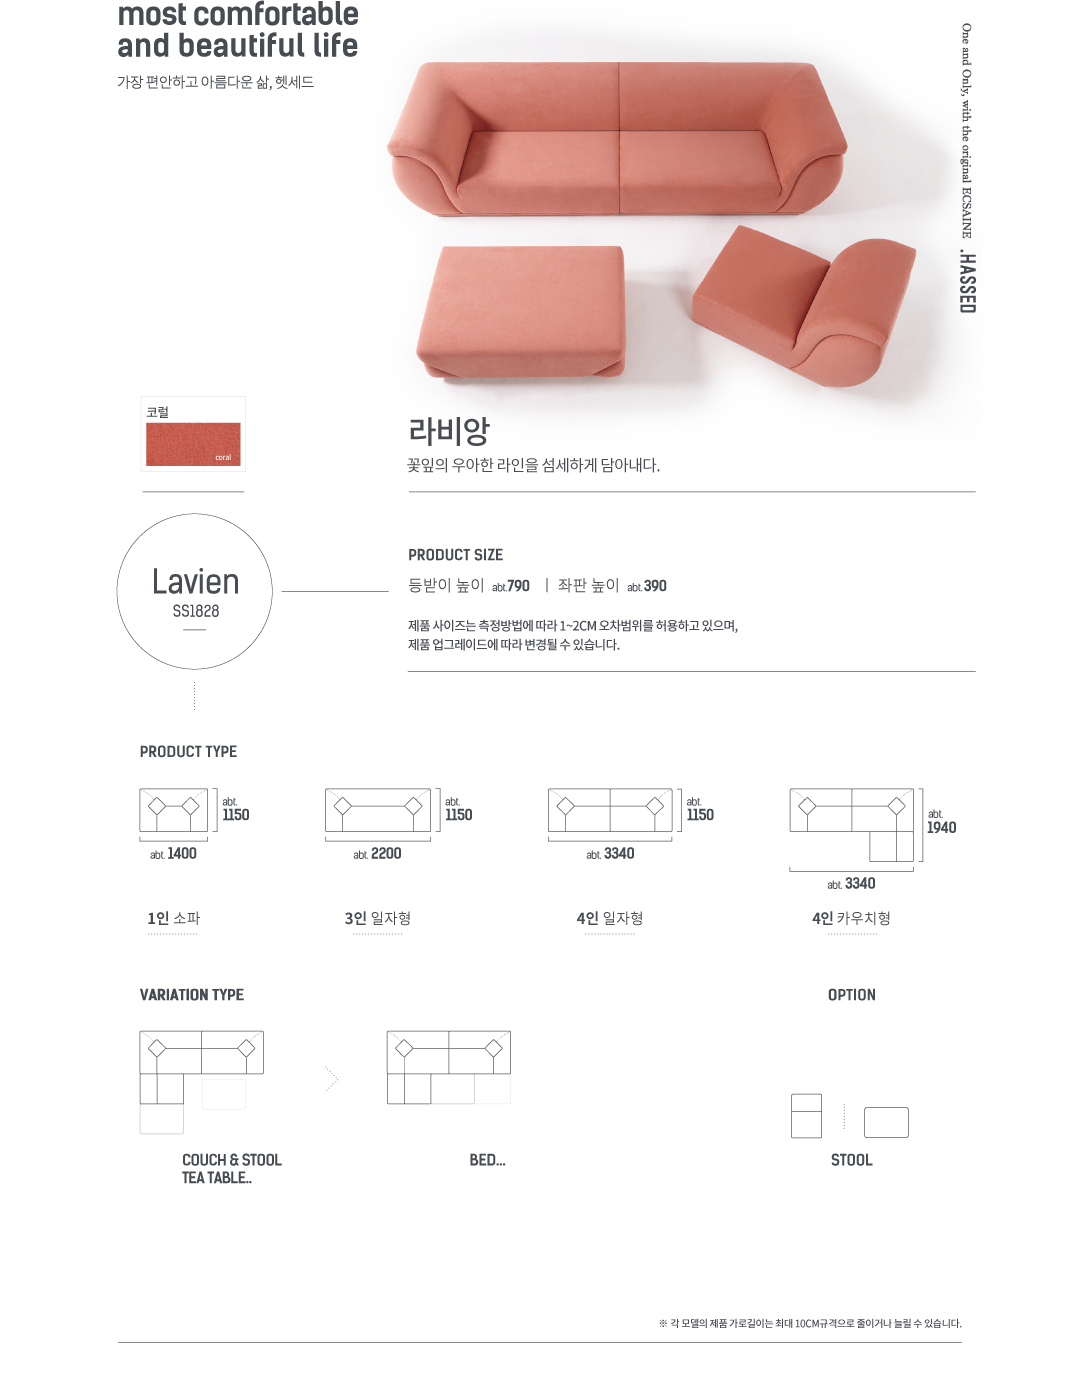 most comfortable
and beautiful life
가장 편안하고 아름다운 삶, 헷세드
One and Only, with the original ECSAINE .HASSED
코럴
coral
라비앙
꽃잎의 우아한 라인을 섬세하게 담아내다.
Lavien
SS1828
PRODUCT SIZE
등받이 높이 abt.790 | 좌판 높이 abt.390
제품 사이즈는 측정방법에 따라 1~2CM 오차범위를 허용하고 있으며,
제품 업그레이드에 따라 변경될 수 있습니다.
PRODUCT TYPE
abt.
1150
abt. 1400
1인 소파
abt.
1150
abt. 2200
3인 일자형
abt.
1150
abt. 3340
4인 일자형
abt.
1940
abt. 3340
4인 카우치형
VARIATION TYPE
COUCH & STOOL
TEA TABLE..
BED...
OPTION
STOOL
※ 각 모델의 제품 가로길이는 최대 10CM규격으로 줄이거나 늘릴 수 있습니다.